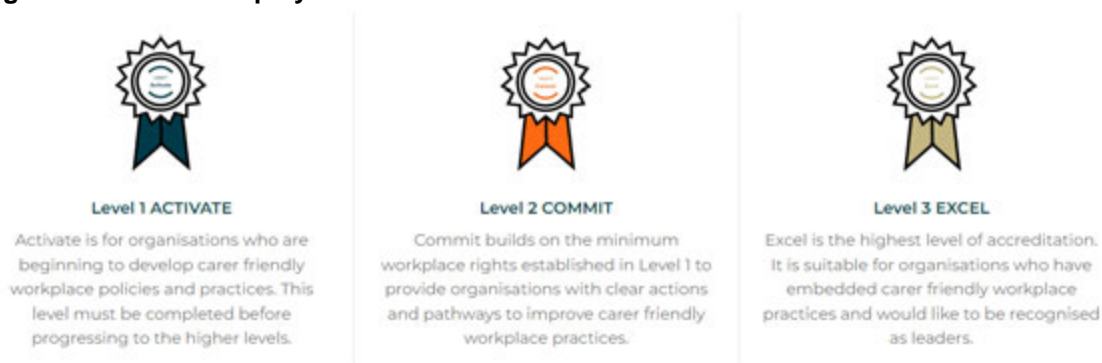 Level 1 ACTIVATE
Activate is for organisations who are
beginning to develop carer friendly
workplace policies and practices. This
level must be completed before
progressing to the higher levels.
Level 2 COMMIT
Commit builds on the minimum
workplace rights established in Level 1 to
provide organisations with clear actions
and pathways to improve carer friendly
workplace practices.
Level 3 EXCEL
Excel is the highest level of accreditation.
It is suitable for organisations who have
embedded carer friendly workplace
practices and would like to be recognised
as leaders.